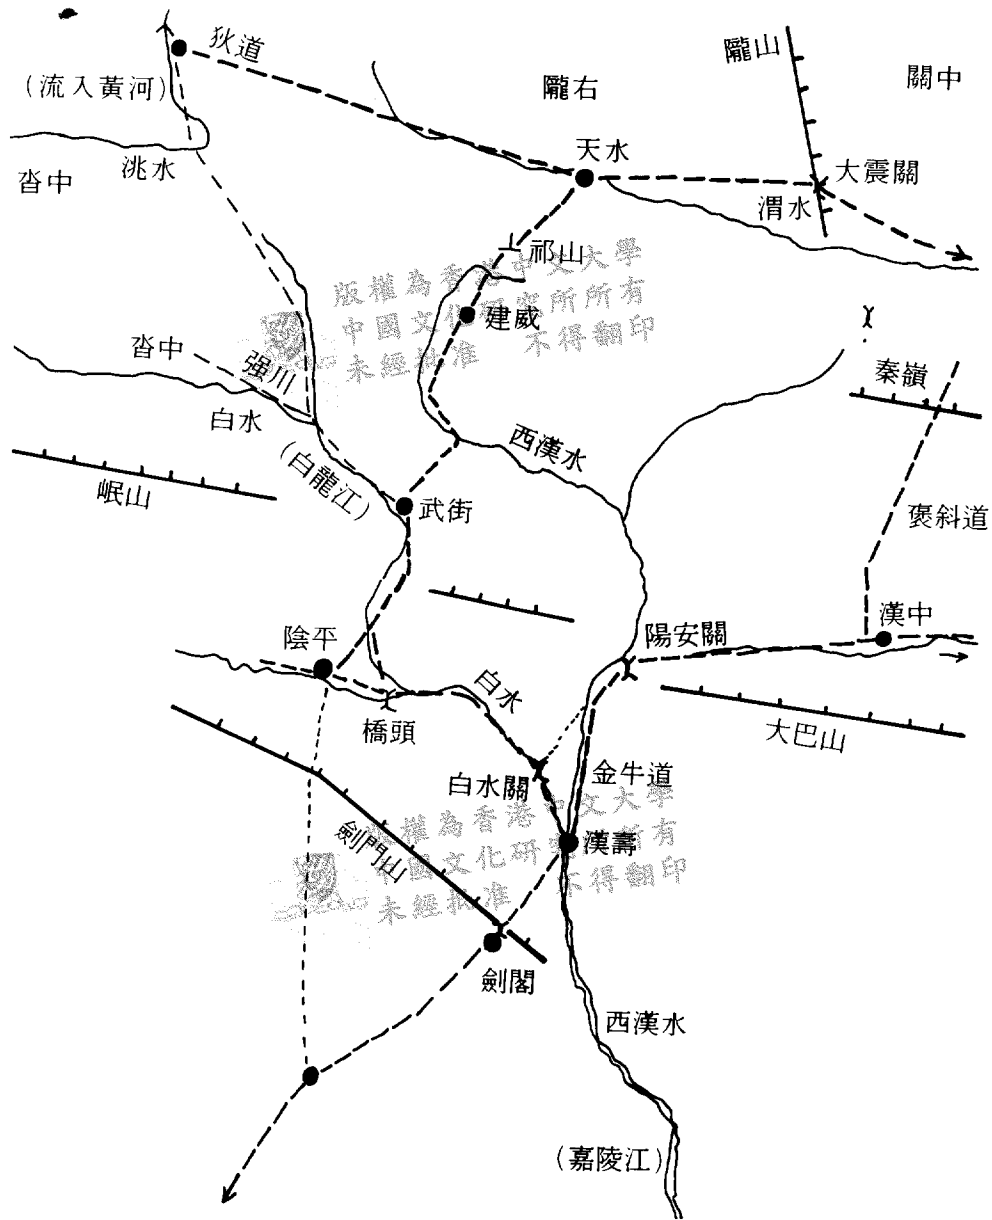 狄道
隴山
關中
(流入黃河)
隴右
洮水
天水
大震關
沓中
渭水
祁山
版權為香港中文大學
中國文化研究所所有
未經批准 不得翻印
建威
沓中
强川
秦嶺
白水
西漢水
(白龍江)
岷山
武街
褒斜道
漢中
陽安關
陰平
白水
橋頭
大巴山
白水關
金牛道
版權為香港中文大學
中國文化研究所所有
未經批准 不得翻印
劍門山
漢壽
劍閣
西漢水
(嘉陵江)